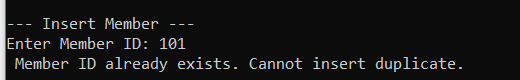 --- Insert Member ---
Enter Member ID: 101
Member ID already exists. Cannot insert duplicate.